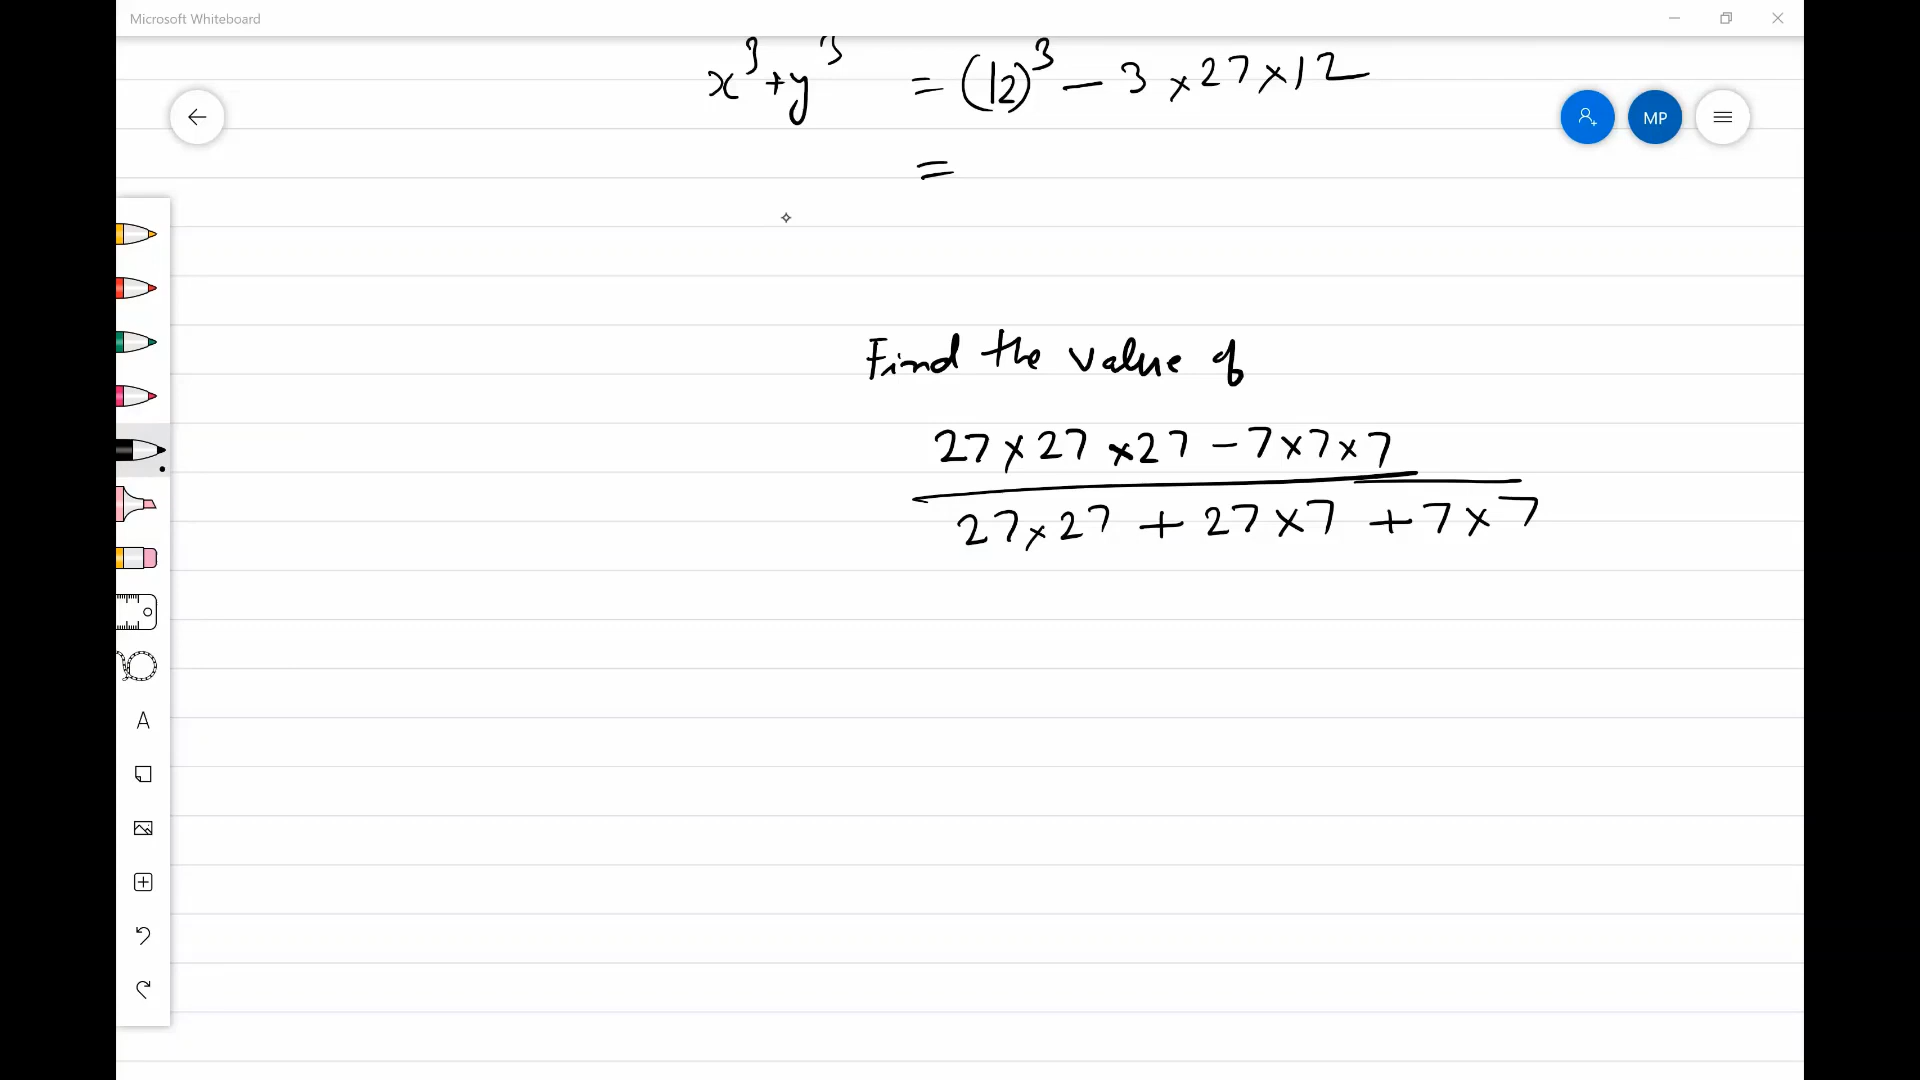 Microsoft Whiteboard
x³+y³ = (12)³ - 3 × 27 × 12
=
MP
Find the value of
27 × 27 × 27 - 7 × 7 × 7
27 × 27 + 27 × 7 + 7 × 7
A